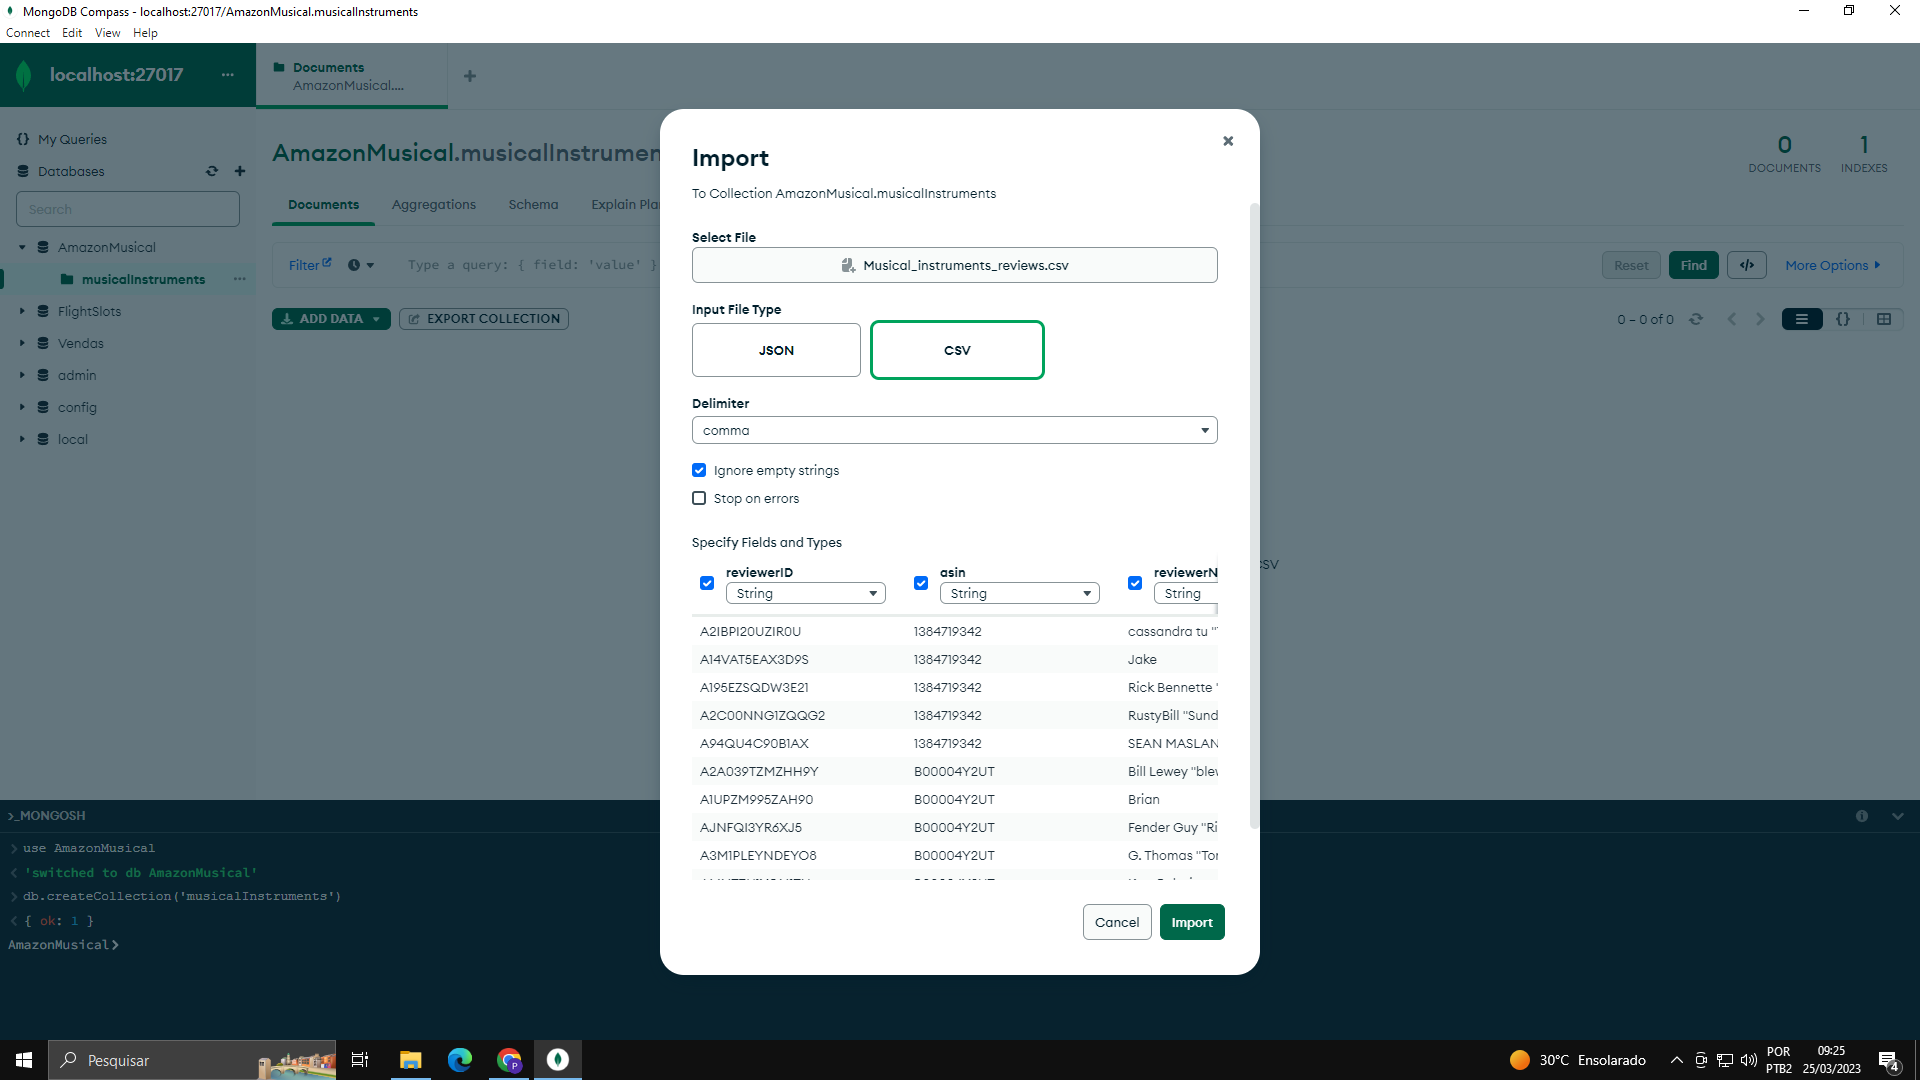 MongoDB Compass - localhost:27017/AmazonMusical.musicalInstruments
Connect Edit View Help
localhost:27017 ...
Documents
AmazonMusical....
+
My Queries
Databases
Search
AmazonMusical
musicalInstruments ...
FlightSlots
Vendas
admin
config
local
AmazonMusical.musicalInstrumen
0 DOCUMENTS
1 INDEXES
Documents Aggregations Schema Explain Pla
Filter
Type a query: { field: 'value' }
Reset Find </> More Options
ADD DATA EXPORT COLLECTION
0 – 0 of 0
{}
CSV
Import
To Collection AmazonMusical.musicalInstruments
Select File
Musical_instruments_reviews.csv
Input File Type
JSON CSV
Delimiter
comma
Ignore empty strings
Stop on errors
Specify Fields and Types
reviewerID asin reviewerN
String String String
A2IBPI20UZIR0U 1384719342 cassandra tu "
A14VAT5EAX3D9S 1384719342 Jake
A195EZSQDW3E21 1384719342 Rick Bennette "
A2C00NNG1ZQQG2 1384719342 RustyBill "Sund
A94QU4C90B1AX 1384719342 SEAN MASLAN
A2A039TZMZHH9Y B00004Y2UT Bill Lewey "blev
A1UPZM995ZAH90 B00004Y2UT Brian
AJNFQI3YR6XJ5 B00004Y2UT Fender Guy "Ri
A3M1PLEYNDEYO8 B00004Y2UT G. Thomas "Tor
Cancel Import
>_MONGOSH
> use AmazonMusical
< 'switched to db AmazonMusical'
> db.createCollection('musicalInstruments')
< { ok: 1 }
AmazonMusical>
Pesquisar
P
30°C Ensolarado
POR
PTB2
09:25
25/03/2023
4